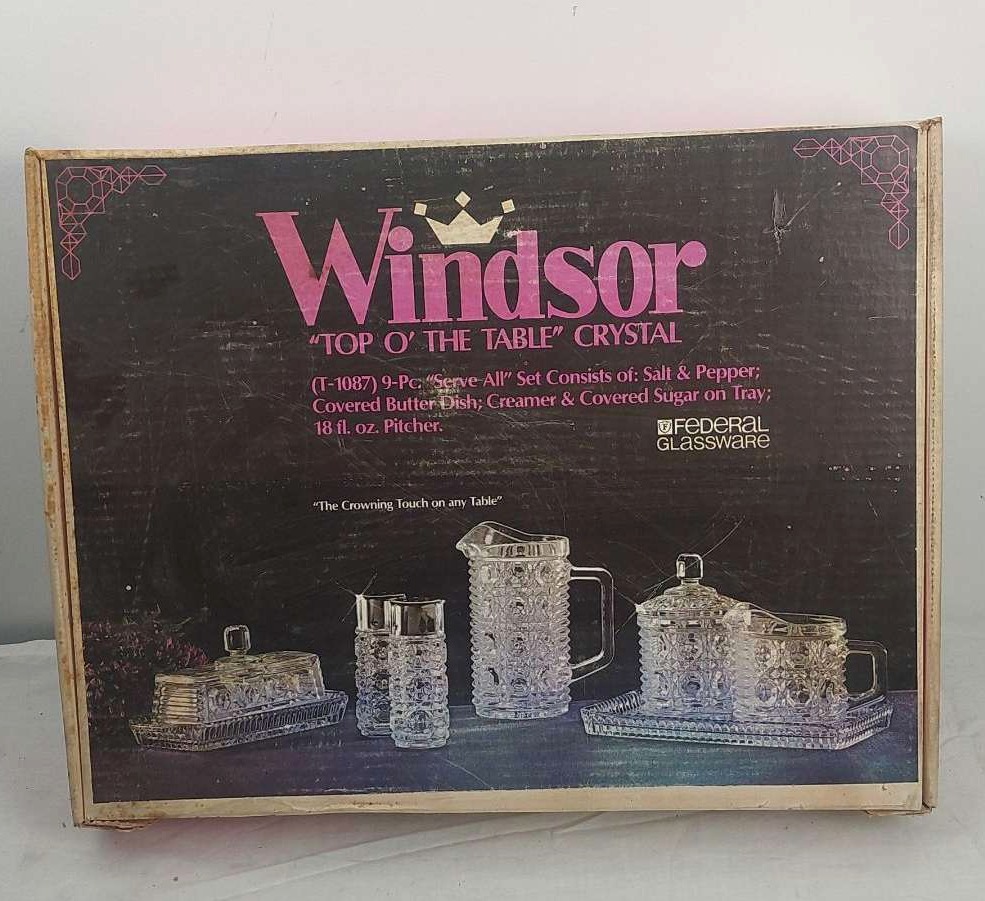 Windsor
"TOP O' THE TABLE" CRYSTAL
(T-1087) 9-Pc. "Serve All" Set Consists of: Salt & Pepper;
Covered Butter Dish; Creamer & Covered Sugar on Tray;
18 fl. oz. Pitcher.
F FEDERAL
GLASSWARE
"The Crowning Touch on any Table"